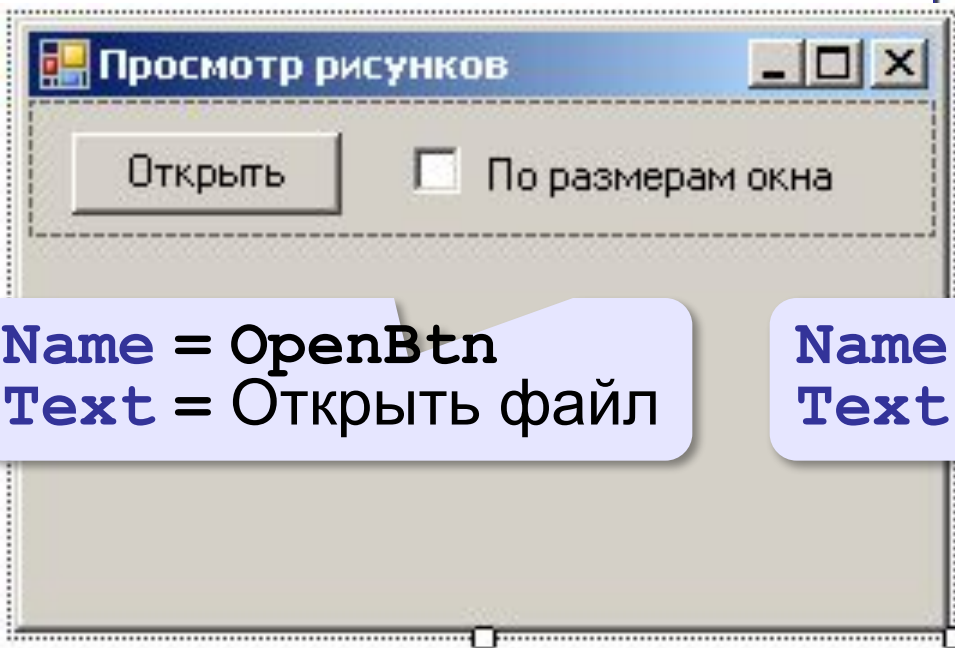 Просмотр рисунков
Открыть
По размерам окна
Name = OpenBtn
Text = Открыть файл
Name
Text